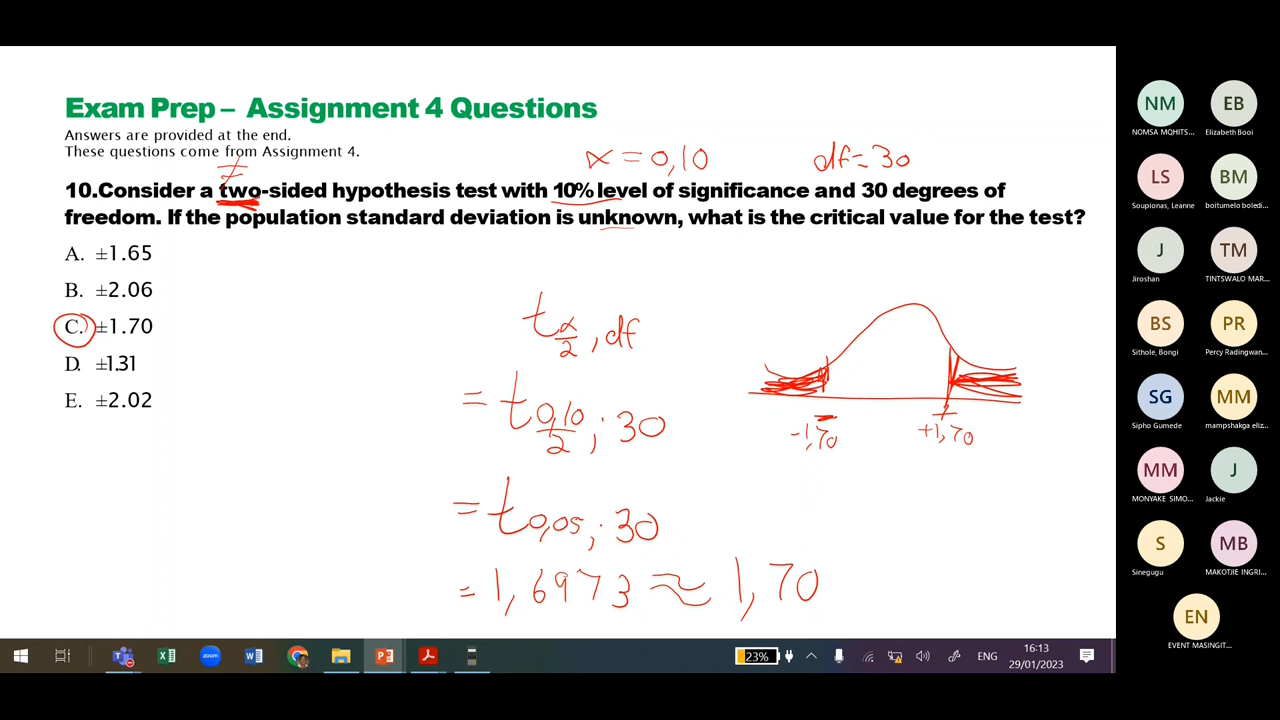 Exam Prep – Assignment 4 Questions
Answers are provided at the end.
These questions come from Assignment 4.
α = 0,10
df = 30
≠
10.Consider a two-sided hypothesis test with 10% level of significance and 30 degrees of
freedom. If the population standard deviation is unknown, what is the critical value for the test?
A. ±1.65
B. ±2.06
C. ±1.70
D. ±1.31
E. ±2.02
t α/2 , df
= t 0,10/2 ; 30
= t 0,05 ; 30
= 1,6973 ≈ 1,70
-1,70
+1,70
NM
NOMSA MQHITS...
EB
Elizabeth Booi
LS
Soupionas, Leanne
BM
boitumelo boledi...
J
Jiroshan
TM
TINTSWALO MAR...
BS
Sithole, Bongi
PR
Percy Radingwan...
SG
Sipho Gumede
MM
mampshakga eliz...
MM
MONYAKE SIMO...
J
Jackie
S
Sinegugu
MB
MAKOTJIE INGRI...
EN
EVENT MASINGIT...
23%
ENG
16:13
29/01/2023